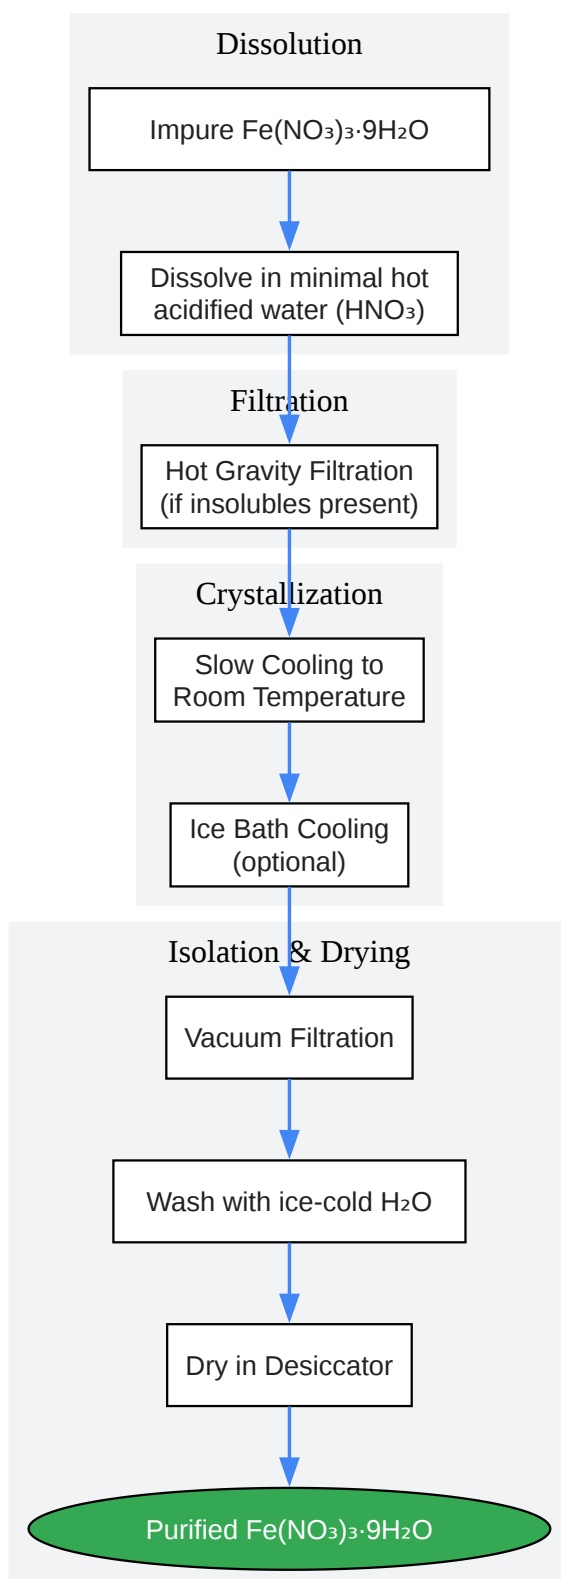 Dissolution
Impure Fe(NO₃)₃·9H₂O
Dissolve in minimal hot
acidified water (HNO₃)
Filtration
Hot Gravity Filtration
(if insolubles present)
Crystallization
Slow Cooling to
Room Temperature
Ice Bath Cooling
(optional)
Isolation & Drying
Vacuum Filtration
Wash with ice-cold H₂O
Dry in Desiccator
Purified Fe(NO₃)₃·9H₂O